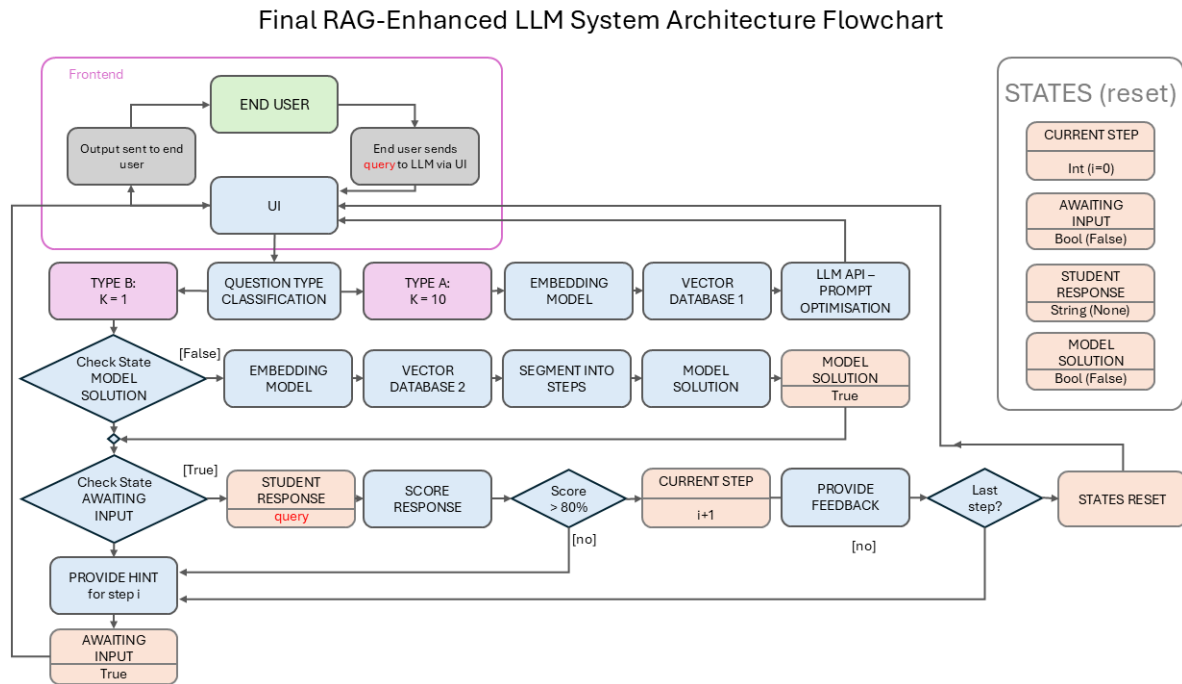 Final RAG-Enhanced LLM System Architecture Flowchart
Frontend
END USER
Output sent to end
user
End user sends
query to LLM via UI
UI
STATES (reset)
CURRENT STEP
Int (i=0)
AWAITING
INPUT
Bool (False)
STUDENT
RESPONSE
String (None)
MODEL
SOLUTION
Bool (False)
TYPE B:
K = 1
QUESTION TYPE
CLASSIFICATION
TYPE A:
K = 10
EMBEDDING
MODEL
VECTOR
DATABASE 1
LLM API –
PROMPT
OPTIMISATION
Check State
MODEL
SOLUTION
[False]
EMBEDDING
MODEL
VECTOR
DATABASE 2
SEGMENT INTO
STEPS
MODEL
SOLUTION
MODEL
SOLUTION
True
Check State
AWAITING
INPUT
[True]
STUDENT
RESPONSE
query
SCORE
RESPONSE
Score
> 80%
[no]
CURRENT STEP
i+1
PROVIDE
FEEDBACK
[no]
Last
step?
STATES RESET
PROVIDE HINT
for step i
AWAITING
INPUT
True